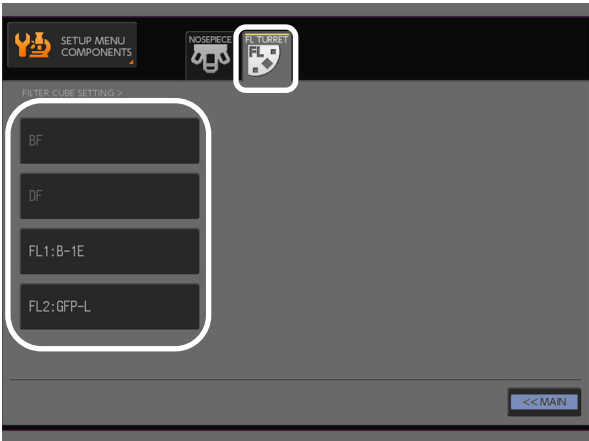 SETUP MENU
COMPONENTS
NOSEPIECE
FL TURRET
FL
FILTER CUBE SETTING >
BF
DF
FL1:B-1E
FL2:GFP-L
<< MAIN